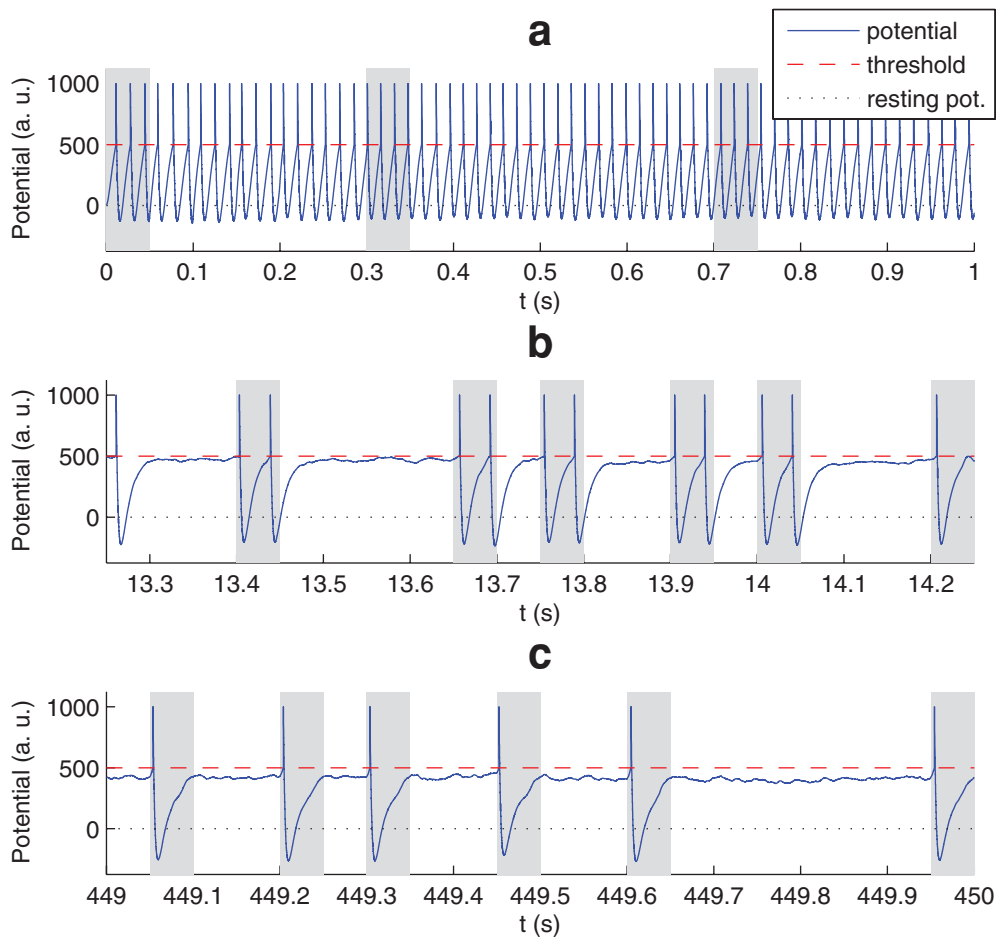 a
potential
threshold
resting pot.
Potential (a. u.)
1000
500
0
0 0.1 0.2 0.3 0.4 0.5 0.6 0.7 0.8 0.9 1
t (s)
b
Potential (a. u.)
1000
500
0
13.3 13.4 13.5 13.6 13.7 13.8 13.9 14 14.1 14.2
t (s)
c
Potential (a. u.)
1000
500
0
449 449.1 449.2 449.3 449.4 449.5 449.6 449.7 449.8 449.9 450
t (s)